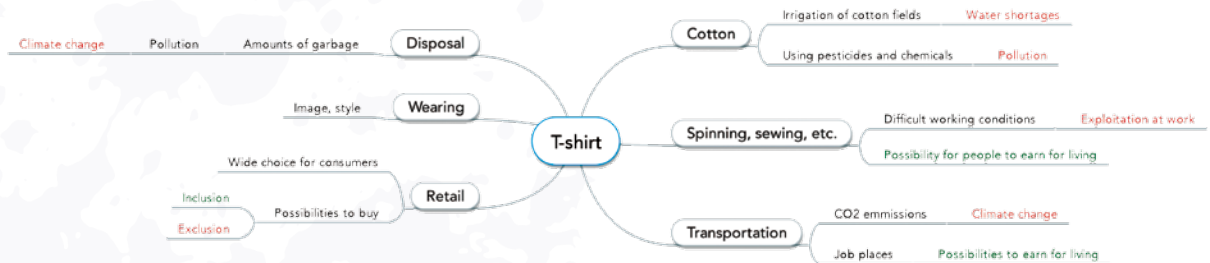 T-shirt
Cotton
Irrigation of cotton fields
Water shortages
Using pesticides and chemicals
Pollution
Spinning, sewing, etc.
Difficult working conditions
Exploitation at work
Possibility for people to earn for living
Transportation
CO2 emmissions
Climate change
Job places
Possibilities to earn for living
Disposal
Amounts of garbage
Pollution
Climate change
Wearing
Image, style
Retail
Wide choice for consumers
Possibilities to buy
Inclusion
Exclusion